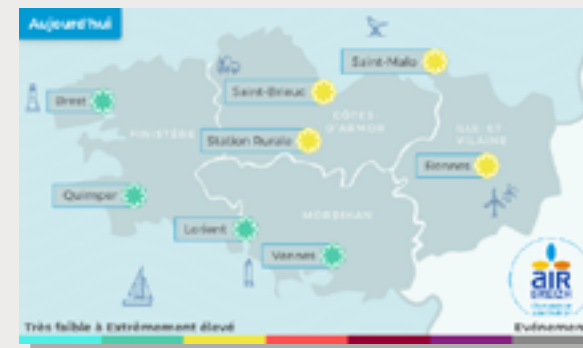 Aujourd'hui
Saint-Malo
Brest
Saint-Brieuc
CÔTES-
D'ARMOR
FINISTÈRE
ILLE-ET
VILAINE
Station Rurale
Rennes
Quimper
MORBIHAN
Lorient
Vannes
aiR
BREIZH
Très faible à Extrêmement élevé
Evénemen